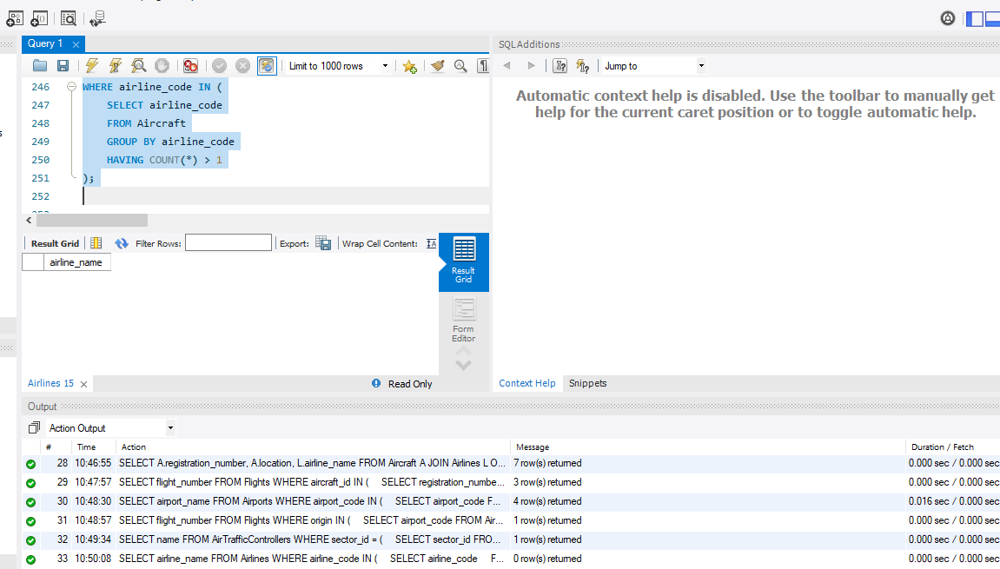 Query 1
SQLAdditions
Limit to 1000 rows
Jump to
246 WHERE airline_code IN (
247 SELECT airline_code
248 FROM Aircraft
249 GROUP BY airline_code
250 HAVING COUNT(*) > 1
251 );
252
Automatic context help is disabled. Use the toolbar to manually get
help for the current caret position or to toggle automatic help.
Result Grid Filter Rows: Export: Wrap Cell Content:
airline_name
Result
Grid
Form
Editor
Airlines 15 Read Only
Context Help Snippets
Output
Action Output
# Time Action Message Duration / Fetch
28 10:46:55 SELECT A.registration_number, A.location, L.airline_name FROM Aircraft A JOIN Airlines L O... 7 row(s) returned 0.000 sec / 0.000 sec
29 10:47:57 SELECT flight_number FROM Flights WHERE aircraft_id IN ( SELECT registration_numbe... 3 row(s) returned 0.000 sec / 0.000 sec
30 10:48:30 SELECT airport_name FROM Airports WHERE airport_code IN ( SELECT airport_code F... 4 row(s) returned 0.016 sec / 0.000 sec
31 10:48:57 SELECT flight_number FROM Flights WHERE origin IN ( SELECT airport_code FROM Air... 1 row(s) returned 0.000 sec / 0.000 sec
32 10:49:34 SELECT name FROM AirTrafficControllers WHERE sector_id = ( SELECT sector_id FRO... 1 row(s) returned 0.000 sec / 0.000 sec
33 10:50:08 SELECT airline_name FROM Airlines WHERE airline_code IN ( SELECT airline_code F... 0 row(s) returned 0.000 sec / 0.000 sec